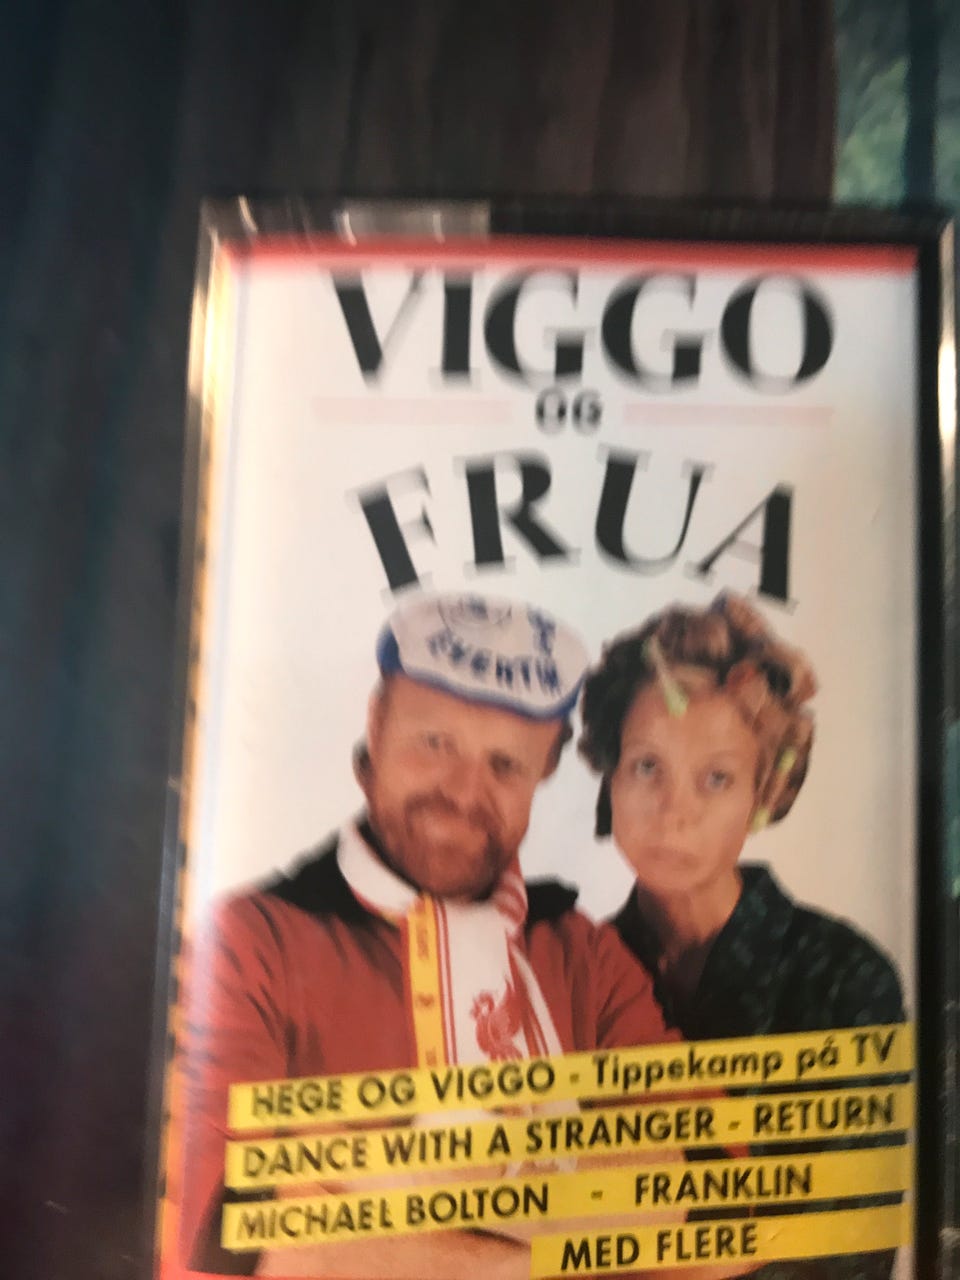 VIGGO
OG
FRUA
HEGE OG VIGGO - Tippekamp på TV
DANCE WITH A STRANGER - RETURN
MICHAEL BOLTON - FRANKLIN
MED FLERE